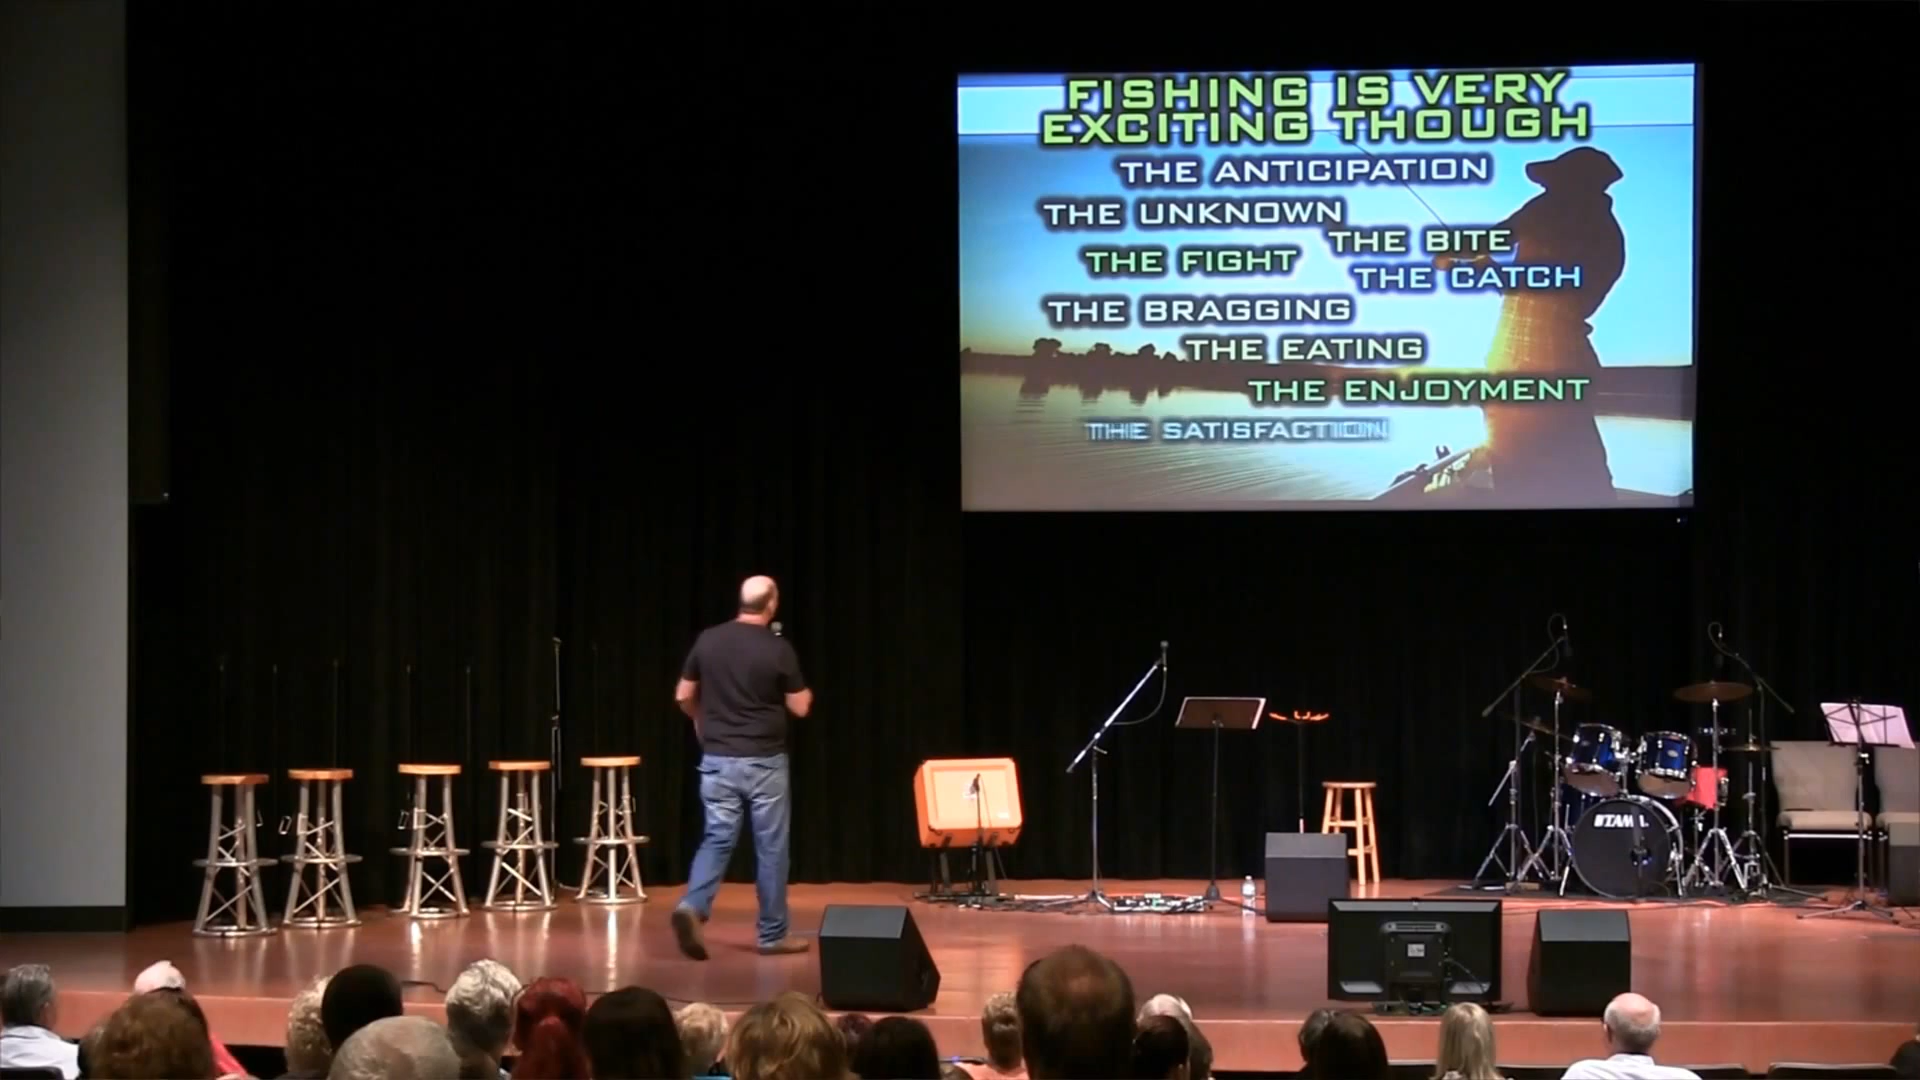 FISHING IS VERY
EXCITING THOUGH
THE ANTICIPATION
THE UNKNOWN
THE BITE
THE FIGHT
THE CATCH
THE BRAGGING
THE EATING
THE ENJOYMENT
THE SATISFACTION
TAMA